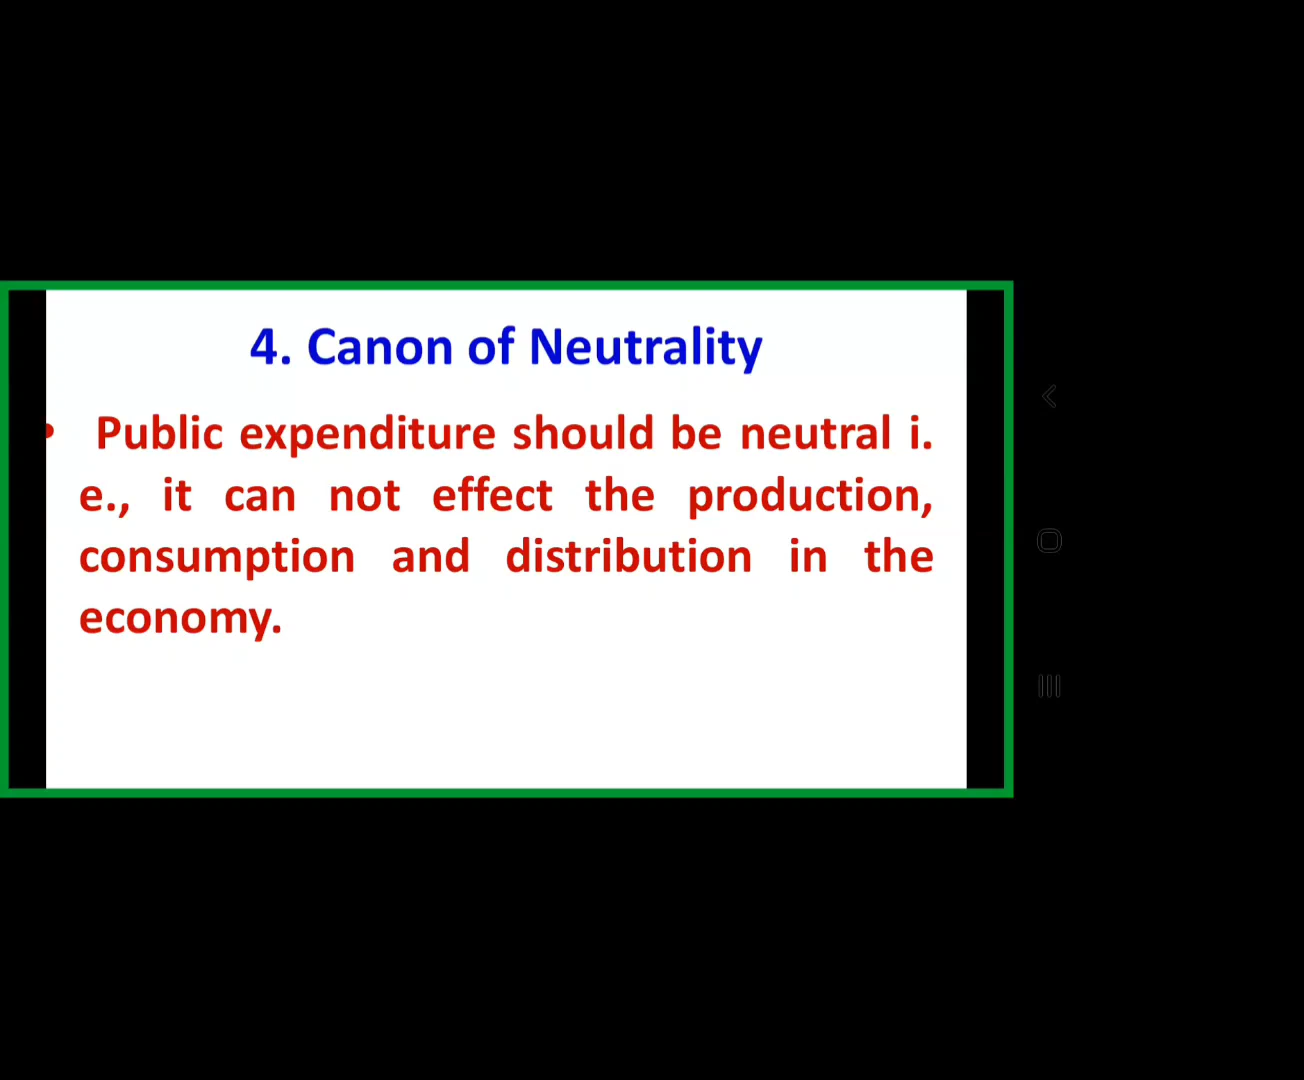 4. Canon of Neutrality
• Public expenditure should be neutral i.
e., it can not effect the production,
consumption and distribution in the
economy.